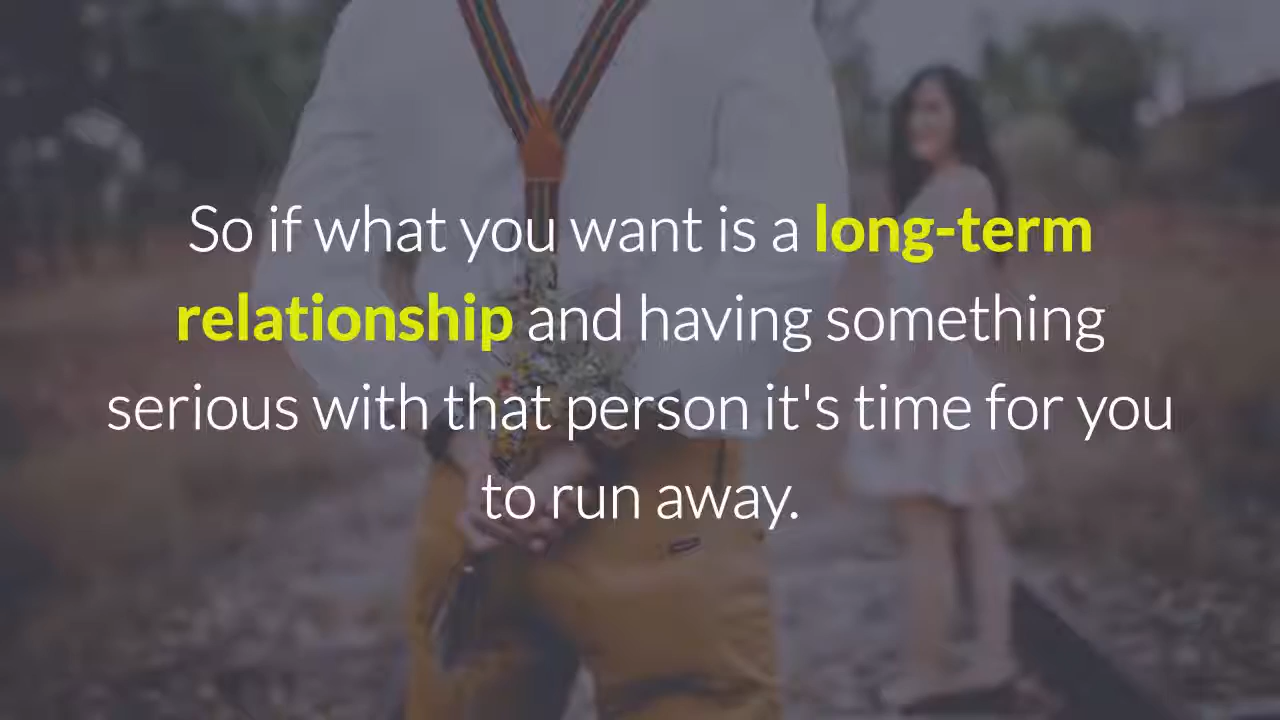 So if what you want is a long-term
relationship and having something
serious with that person it's time for you
to run away.